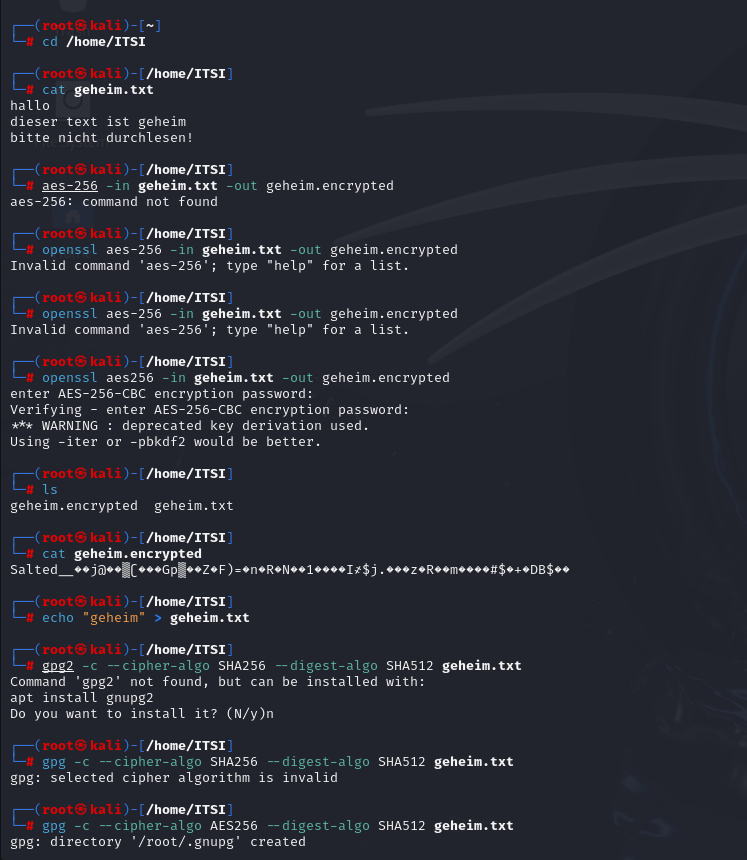 ┌──(root㉿kali)-[~]
└─# cd /home/ITSI
┌──(root㉿kali)-[/home/ITSI]
└─# cat geheim.txt
hallo
dieser text ist geheim
bitte nicht durchlesen!
┌──(root㉿kali)-[/home/ITSI]
└─# aes-256 -in geheim.txt -out geheim.encrypted
aes-256: command not found
┌──(root㉿kali)-[/home/ITSI]
└─# openssl aes-256 -in geheim.txt -out geheim.encrypted
Invalid command 'aes-256'; type "help" for a list.
┌──(root㉿kali)-[/home/ITSI]
└─# openssl aes-256 -in geheim.txt -out geheim.encrypted
Invalid command 'aes-256'; type "help" for a list.
┌──(root㉿kali)-[/home/ITSI]
└─# openssl aes256 -in geheim.txt -out geheim.encrypted
enter AES-256-CBC encryption password:
Verifying - enter AES-256-CBC encryption password:
*** WARNING : deprecated key derivation used.
Using -iter or -pbkdf2 would be better.
┌──(root㉿kali)-[/home/ITSI]
└─# ls
geheim.encrypted  geheim.txt
┌──(root㉿kali)-[/home/ITSI]
└─# cat geheim.encrypted
Salted__��j@��▒[���Gp▒��Z�F)=�n�R�N��1����I≠$j.���z�R��m����#$�+�DB$��
┌──(root㉿kali)-[/home/ITSI]
└─# echo "geheim" > geheim.txt
┌──(root㉿kali)-[/home/ITSI]
└─# gpg2 -c --cipher-algo SHA256 --digest-algo SHA512 geheim.txt
Command 'gpg2' not found, but can be installed with:
apt install gnupg2
Do you want to install it? (N/y)n
┌──(root㉿kali)-[/home/ITSI]
└─# gpg -c --cipher-algo SHA256 --digest-algo SHA512 geheim.txt
gpg: selected cipher algorithm is invalid
┌──(root㉿kali)-[/home/ITSI]
└─# gpg -c --cipher-algo AES256 --digest-algo SHA512 geheim.txt
gpg: directory '/root/.gnupg' created